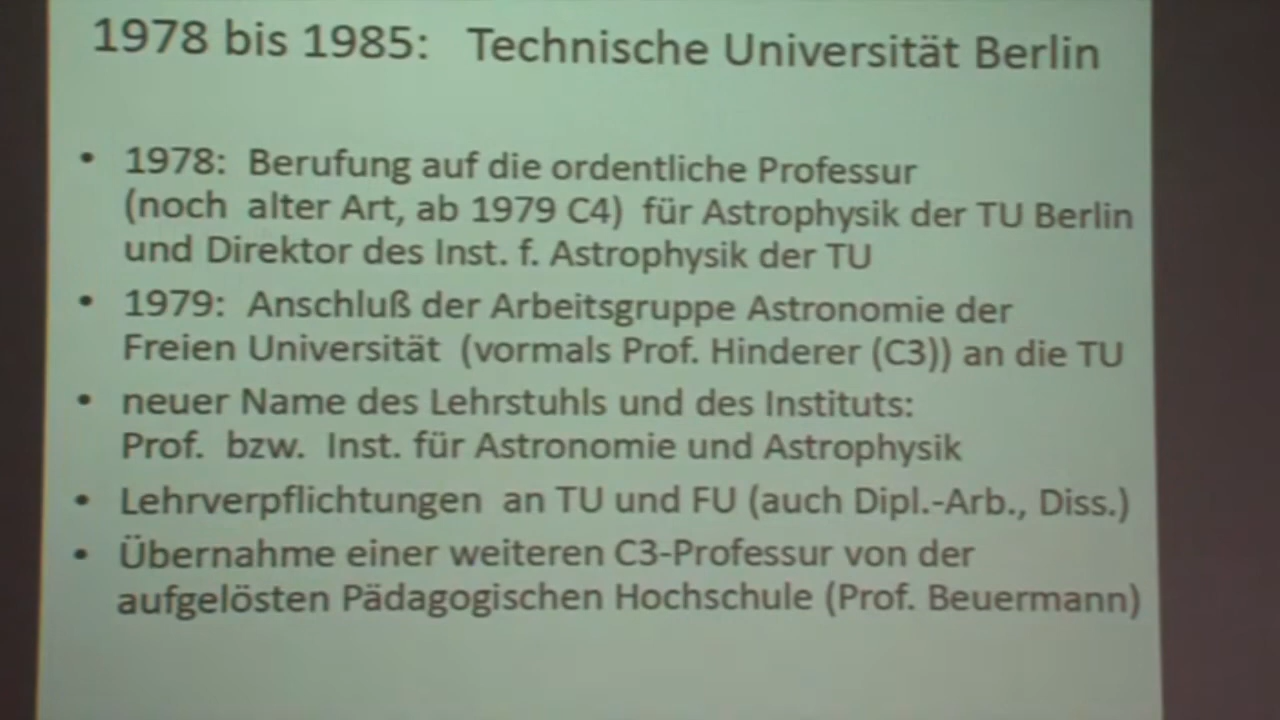 1978 bis 1985: Technische Universität Berlin
• 1978: Berufung auf die ordentliche Professur
(noch alter Art, ab 1979 C4) für Astrophysik der TU Berlin
und Direktor des Inst. f. Astrophysik der TU
• 1979: Anschluß der Arbeitsgruppe Astronomie der
Freien Universität (vormals Prof. Hinderer (C3)) an die TU
• neuer Name des Lehrstuhls und des Instituts:
Prof. bzw. Inst. für Astronomie und Astrophysik
• Lehrverpflichtungen an TU und FU (auch Dipl.-Arb., Diss.)
• Übernahme einer weiteren C3-Professur von der
aufgelösten Pädagogischen Hochschule (Prof. Beuermann)